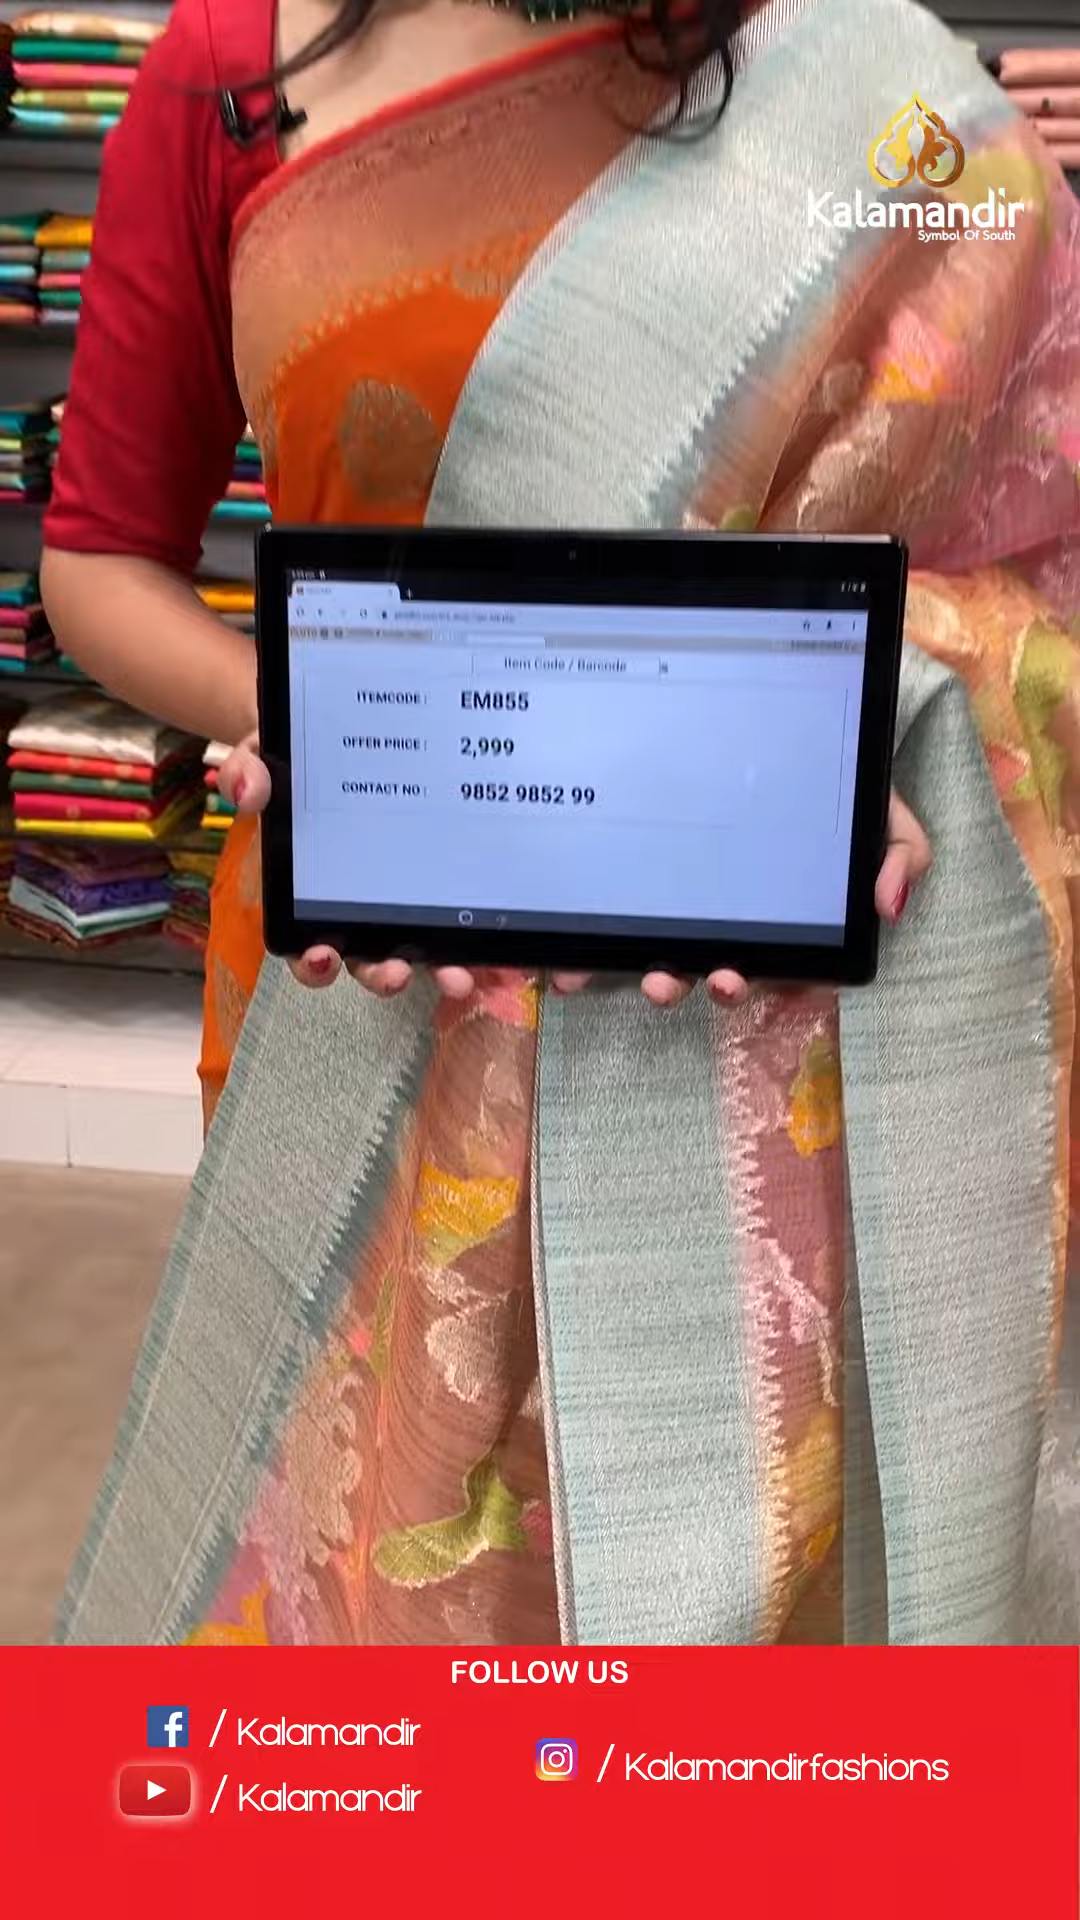 Kalamandir
Symbol Of South
Item Code / Barcode
ITEMCODE : EM855
OFFER PRICE : 2,999
CONTACT NO : 9852 9852 99
FOLLOW US
/ Kalamandir
/ Kalamandir
/ Kalamandirfashions